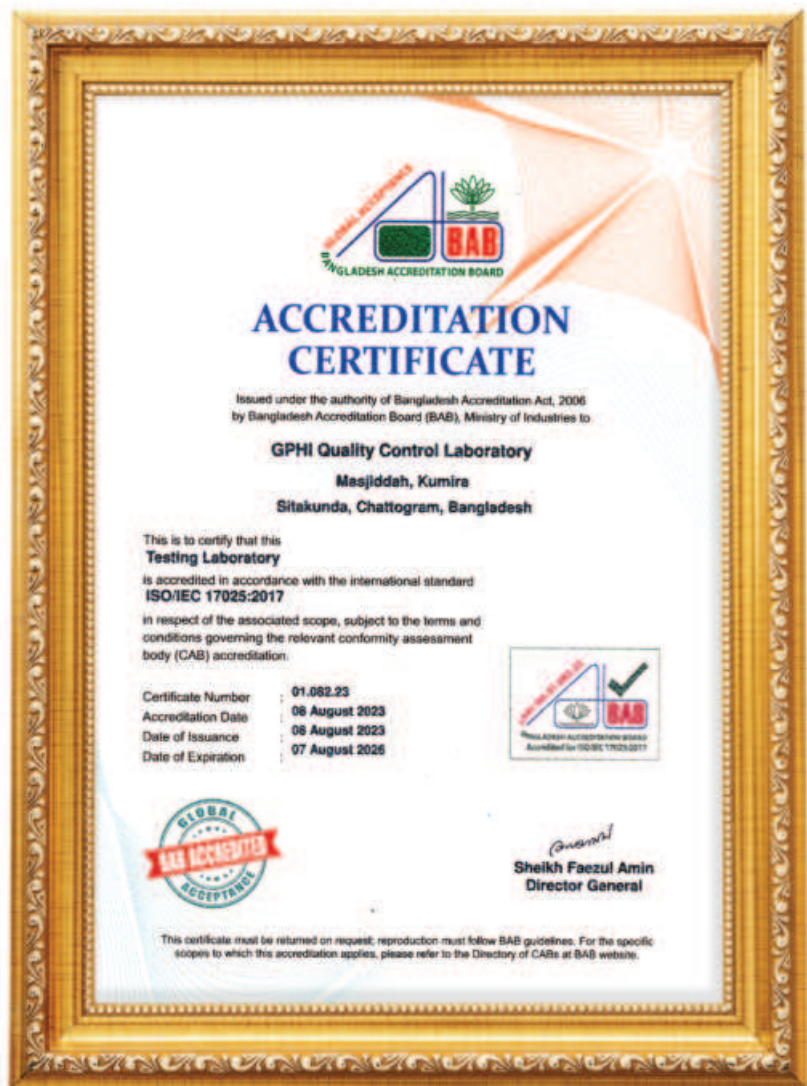 GLOBAL ACCEPTANCE
BAB
BANGLADESH ACCREDITATION BOARD
ACCREDITATION
CERTIFICATE
Issued under the authority of Bangladesh Accreditation Act, 2006
by Bangladesh Accreditation Board (BAB), Ministry of Industries to
GPHI Quality Control Laboratory
Masjiddah, Kumira
Sitakunda, Chattogram, Bangladesh
This is to certify that this
Testing Laboratory
is accredited in accordance with the international standard
ISO/IEC 17025:2017
in respect of the associated scope, subject to the terms and
conditions governing the relevant conformity assessment
body (CAB) accreditation.
Certificate Number : 01.082.23
Accreditation Date : 08 August 2023
Date of Issuance : 08 August 2023
Date of Expiration : 07 August 2026
BAB
BANGLADESH ACCREDITATION BOARD
Accredited for ISO/IEC 17025:2017
GLOBAL
BAB ACCREDITED
ACCEPTANCE
Sheikh Faezul Amin
Director General
This certificate must be returned on request; reproduction must follow BAB guidelines. For the specific
scopes to which this accreditation applies, please refer to the Directory of CABs at BAB website.